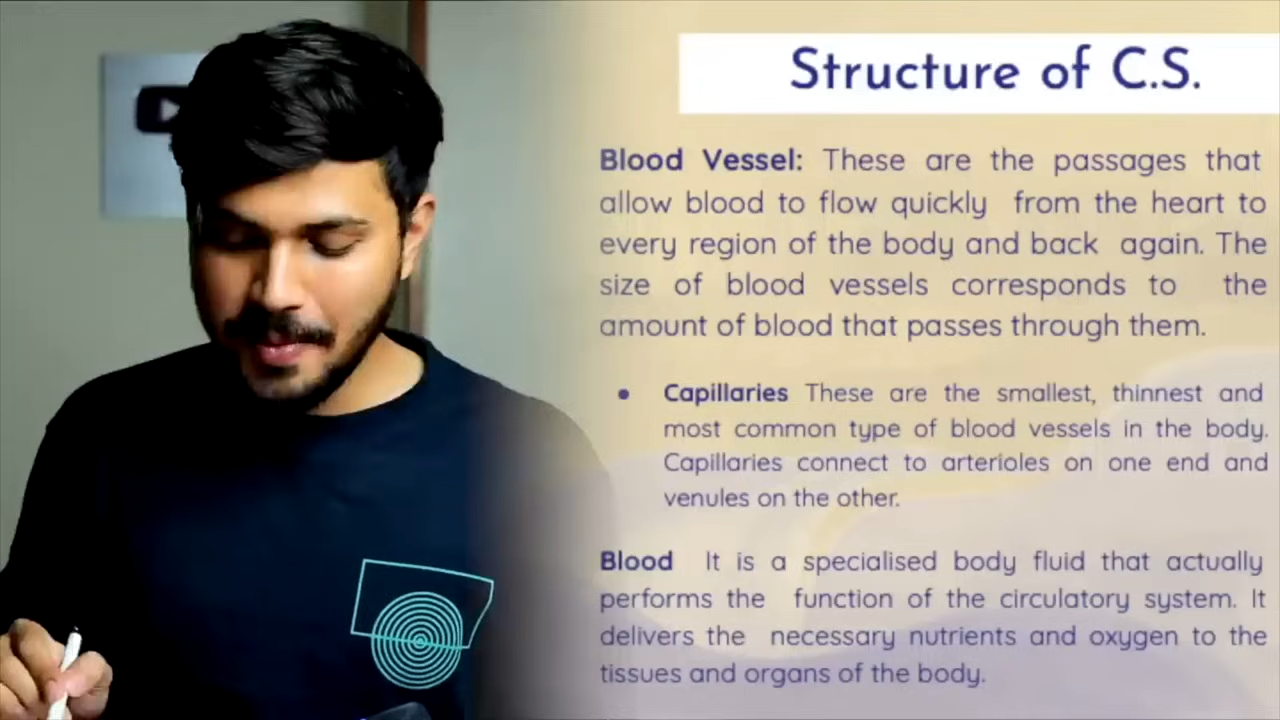 Structure of C.S.
Blood Vessel: These are the passages that
allow blood to flow quickly from the heart to
every region of the body and back again. The
size of blood vessels corresponds to the
amount of blood that passes through them.
• Capillaries These are the smallest, thinnest and
most common type of blood vessels in the body.
Capillaries connect to arterioles on one end and
venules on the other.
Blood It is a specialised body fluid that actually
performs the function of the circulatory system. It
delivers the necessary nutrients and oxygen to the
tissues and organs of the body.